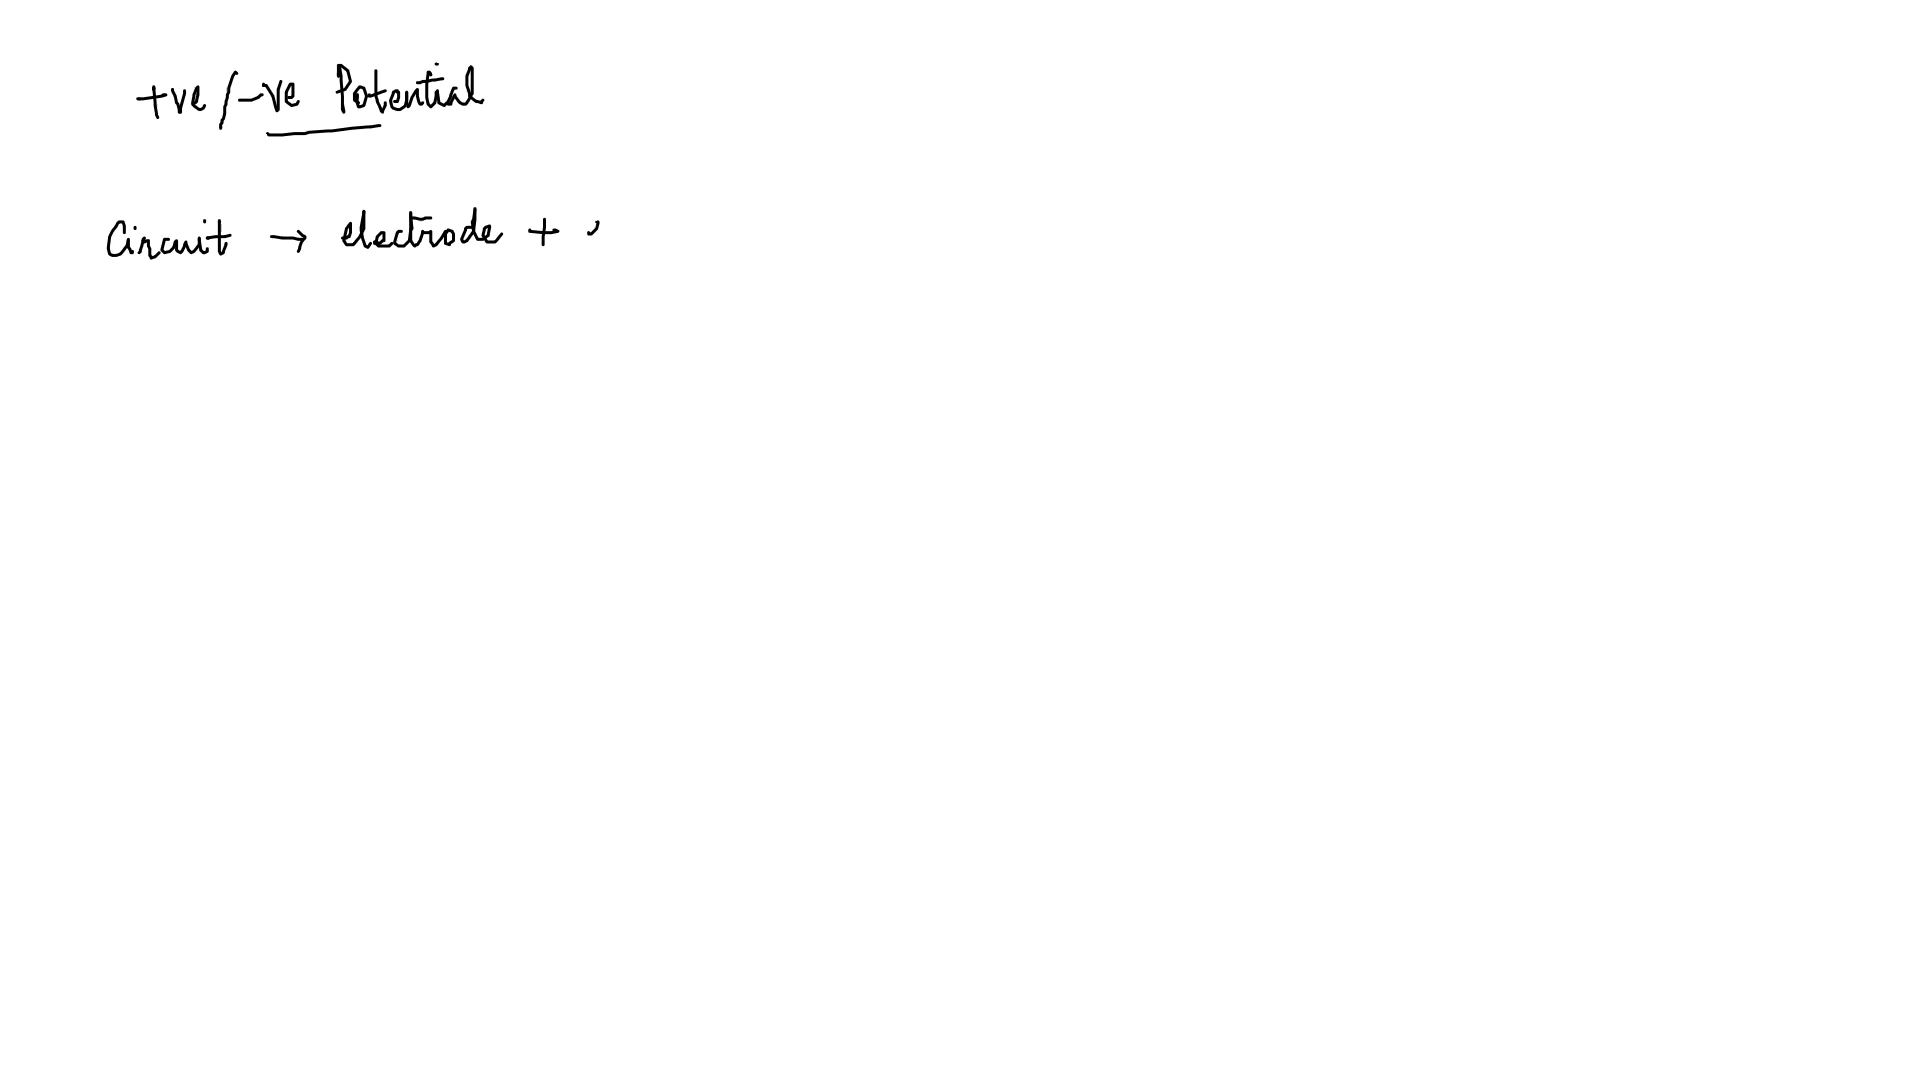 +ve/-ve Potential
Circuit → electrode +